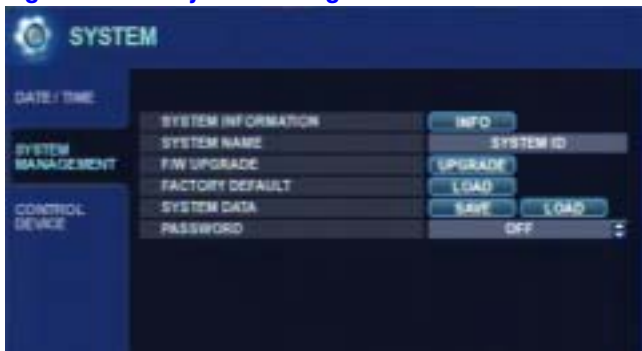 SYSTEM
DATE / TIME
SYSTEM INFORMATION INFO
SYSTEM NAME SYSTEM ID
SYSTEM
MANAGEMENT
F/W UPGRADE UPGRADE
FACTORY DEFAULT LOAD
CONTROL
DEVICE
SYSTEM DATA SAVE LOAD
PASSWORD OFF